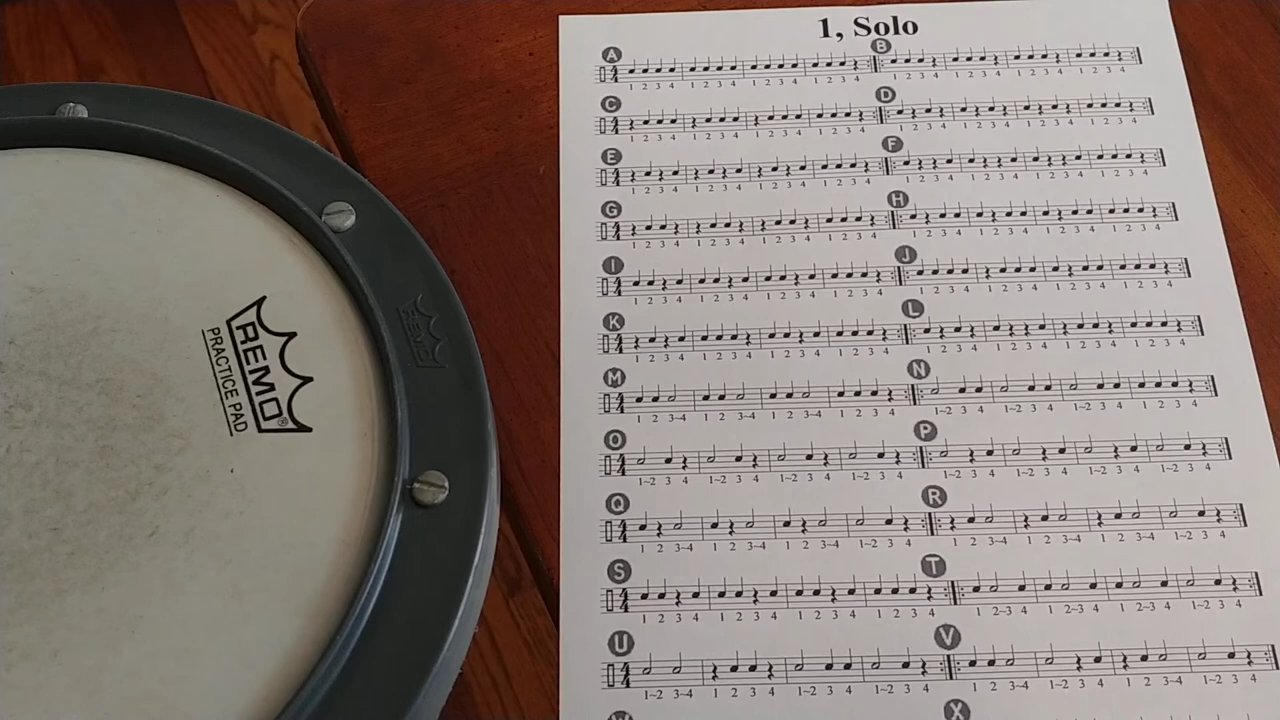 REMO®
PRACTICE PAD
REMO
1, Solo
A B
1 2 3 4 1 2 3 4 1 2 3 4 1 2 3 4 1 2 3 4 1 2 3 4 1 2 3 4 1 2 3 4
C D
1 2 3 4 1 2 3 4 1 2 3 4 1 2 3 4 1 2 3 4 1 2 3 4 1 2 3 4 1 2 3 4
E F
1 2 3 4 1 2 3 4 1 2 3 4 1 2 3 4 1 2 3 4 1 2 3 4 1 2 3 4 1 2 3 4
G H
1 2 3 4 1 2 3 4 1 2 3 4 1 2 3 4 1 2 3 4 1 2 3 4 1 2 3 4 1 2 3 4
I J
1 2 3 4 1 2 3 4 1 2 3 4 1 2 3 4 1 2 3 4 1 2 3 4 1 2 3 4 1 2 3 4
K L
1 2 3 4 1 2 3 4 1 2 3 4 1 2 3 4 1 2 3 4 1 2 3 4 1 2 3 4 1 2 3 4
M N
1 2 3~4 1 2 3~4 1 2 3~4 1 2 3 4 1~2 3 4 1~2 3 4 1~2 3 4 1 2 3 4
O P
1~2 3 4 1~2 3 4 1~2 3 4 1~2 3 4 1~2 3 4 1~2 3 4 1~2 3 4 1~2 3 4
Q R
1 2 3~4 1 2 3~4 1 2 3~4 1~2 3 4 1 2 3~4 1 2 3~4 1 2 3~4 1~2 3 4
S T
1 2 3 4 1 2 3 4 1 2 3 4 1 2 3 4 1 2~3 4 1 2~3 4 1 2~3 4 1~2 3 4
U V
1~2 3~4 1 2 3 4 1~2 3 4 1~2 3 4 1 2 3~4 1~2 3 4 1 2 3~4 1~2 3 4
W X